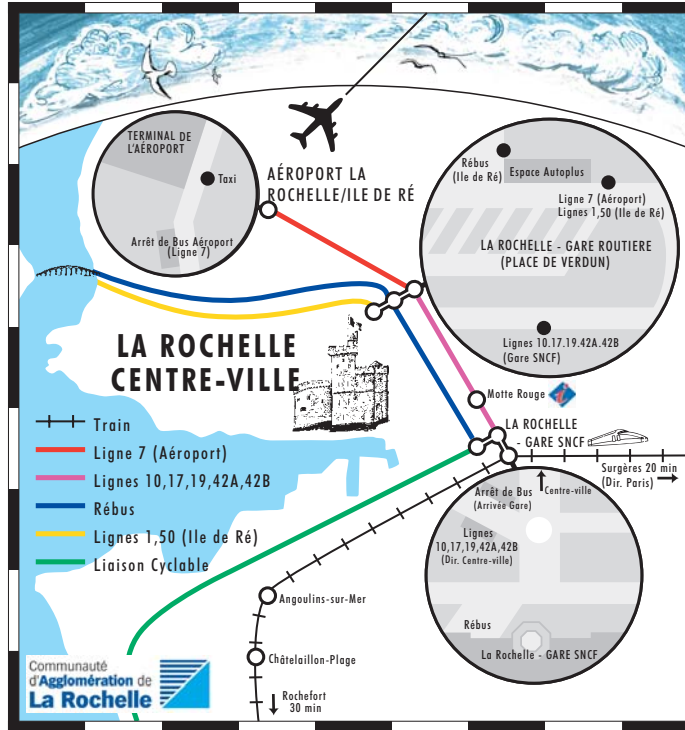 TERMINAL DE
L'AÉROPORT
Taxi
Arrêt de Bus Aéroport
(Ligne 7)
AÉROPORT LA
ROCHELLE/ILE DE RÉ
Rébus
(Ile de Ré)
Espace Autoplus
Ligne 7 (Aéroport)
Lignes 1,50 (Ile de Ré)
LA ROCHELLE - GARE ROUTIERE
(PLACE DE VERDUN)
Lignes 10.17.19.42A.42B
(Gare SNCF)
LA ROCHELLE
CENTRE-VILLE
Motte Rouge
i
LA ROCHELLE
- GARE SNCF
Train
Ligne 7 (Aéroport)
Lignes 10,17,19,42A,42B
Rébus
Lignes 1,50 (Ile de Ré)
Liaison Cyclable
Surgères 20 min
(Dir. Paris)
Arrêt de Bus
(Arrivée Gare)
Centre-ville
Lignes
10,17,19,42A,42B
(Dir. Centre-ville)
Rébus
La Rochelle - GARE SNCF
Angoulins-sur-Mer
Châtelaillon-Plage
Rochefort
30 min
Communauté
d'Agglomération de
La Rochelle